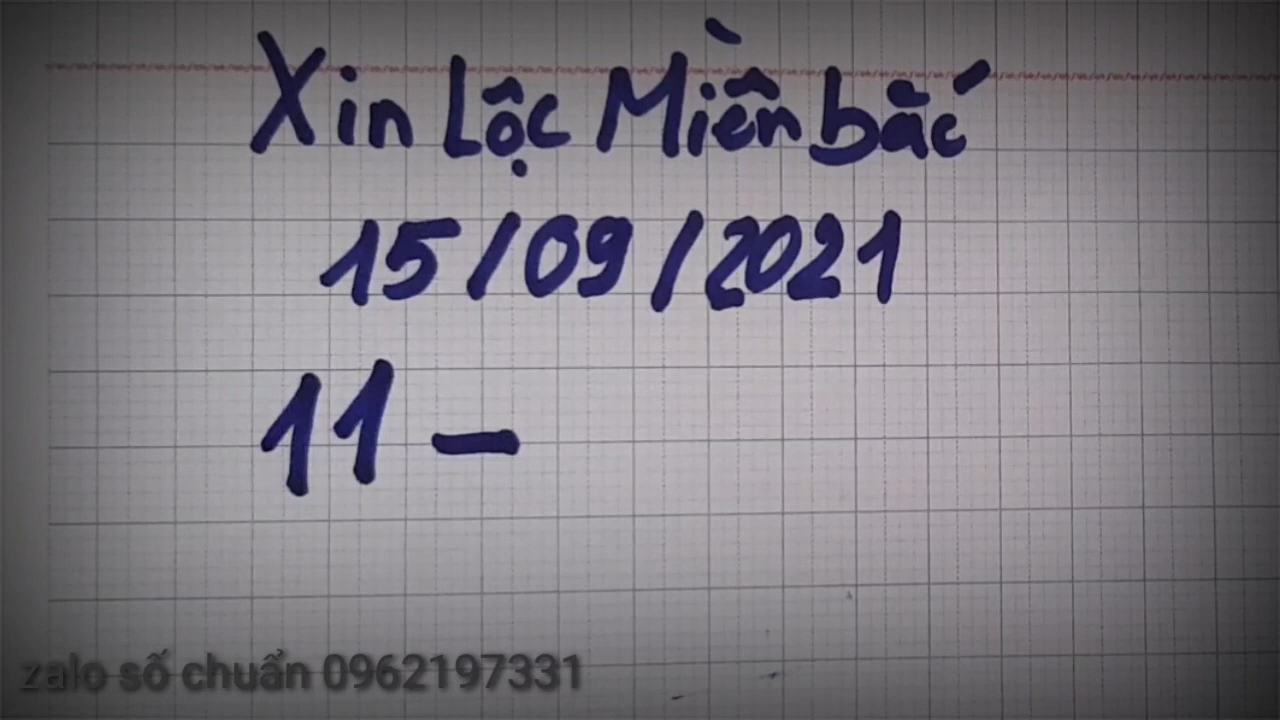 Xin Lộc Miền bắc
15/09/2021
11 –
zalo số chuẩn 0962197331